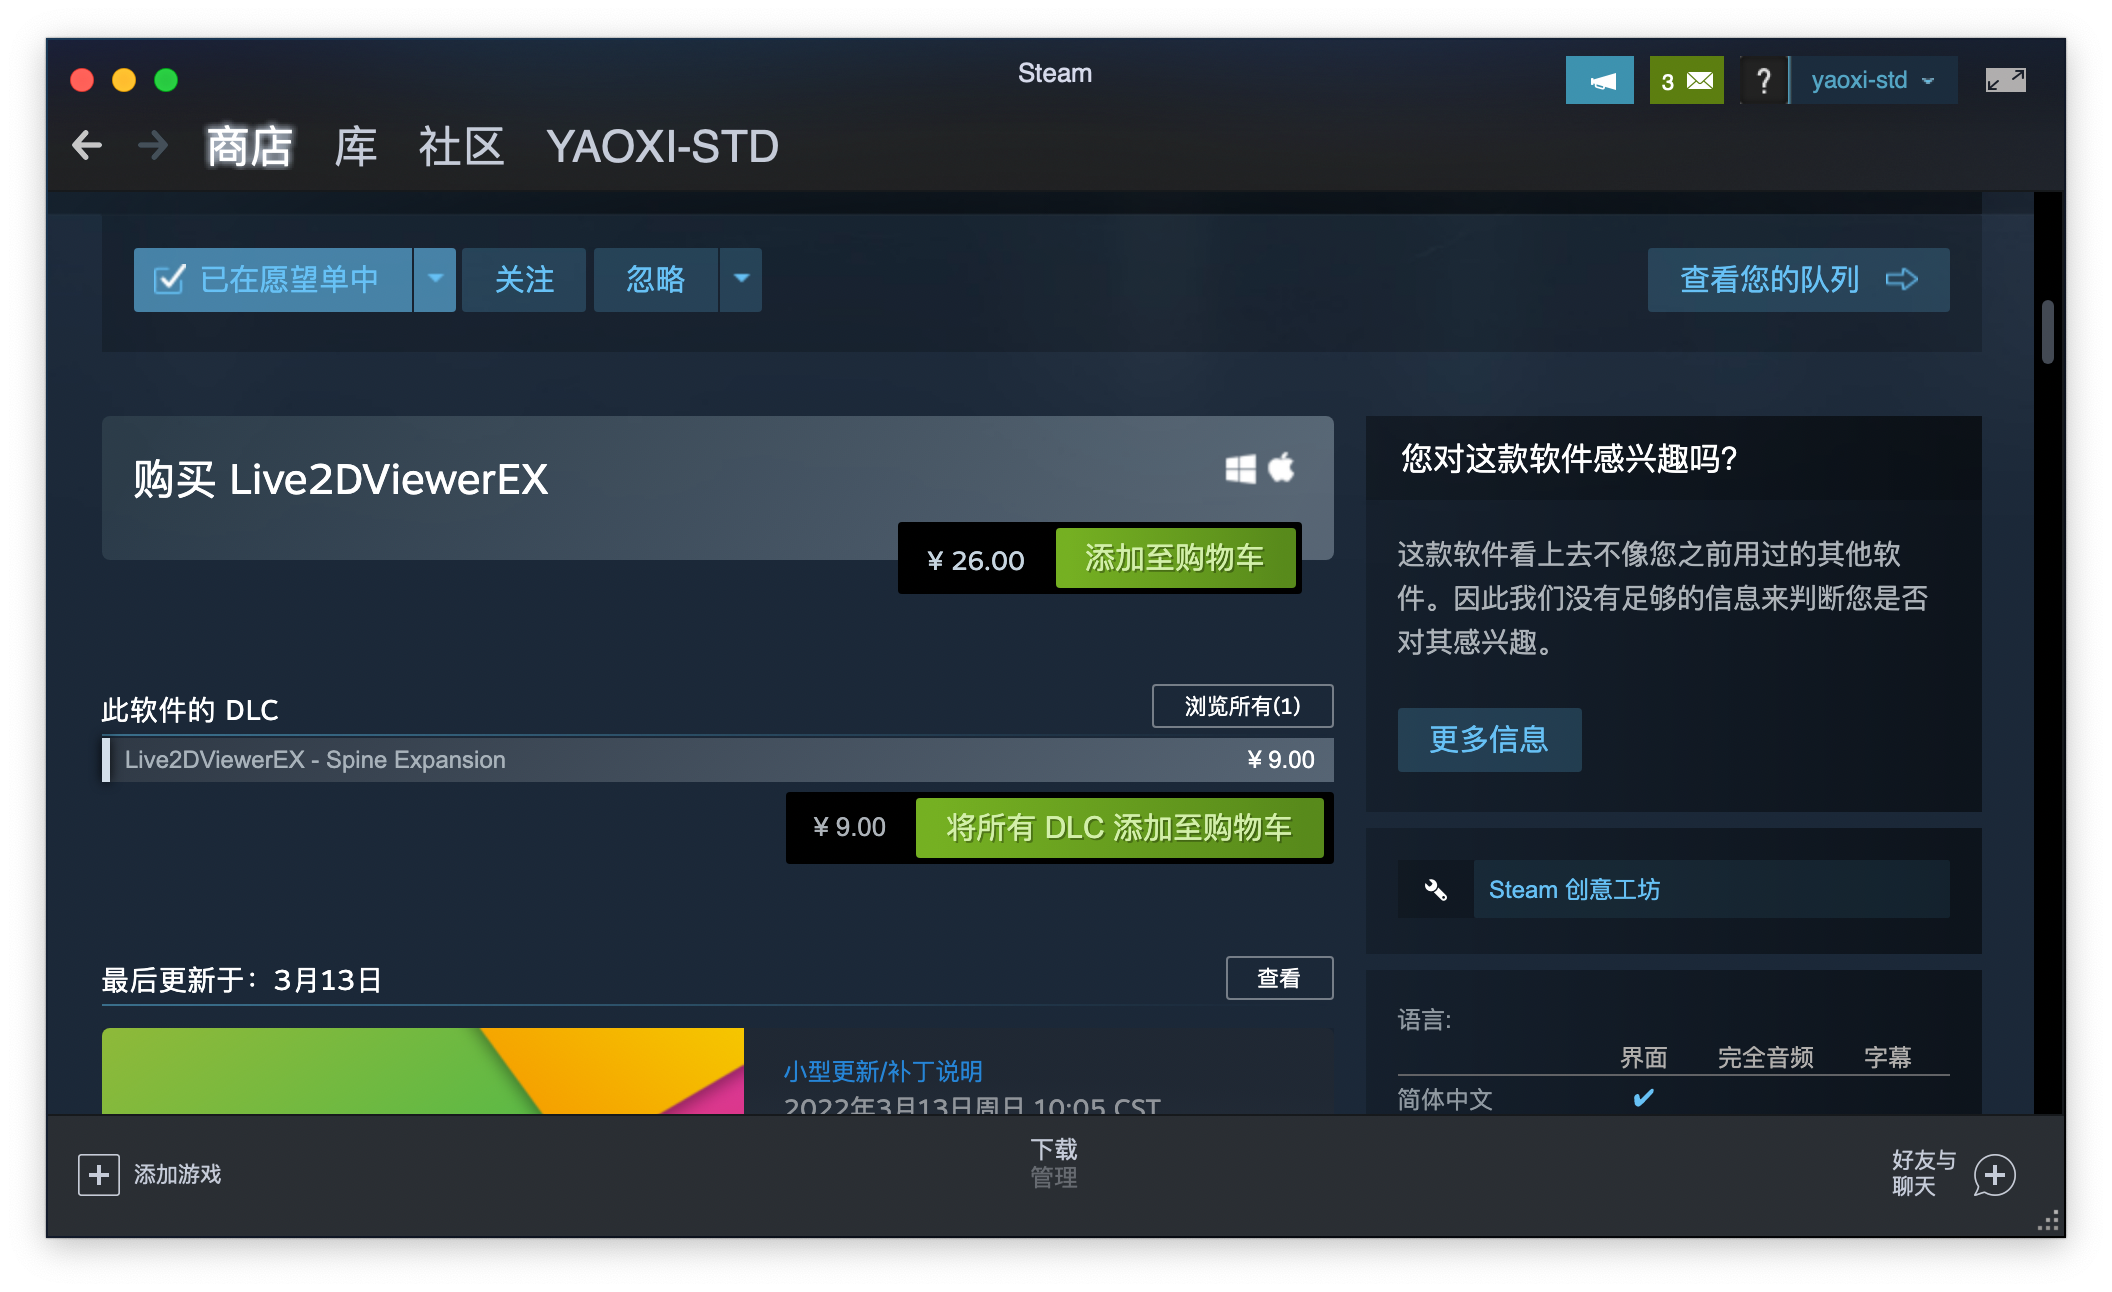 Steam
3
?
yaoxi-std
商店 库 社区 YAOXI-STD
已在愿望单中
关注
忽略
查看您的队列
购买 Live2DViewerEX
¥ 26.00
添加至购物车
此软件的 DLC
浏览所有(1)
Live2DViewerEX - Spine Expansion
¥ 9.00
¥ 9.00
将所有 DLC 添加至购物车
最后更新于：3月13日
查看
小型更新/补丁说明
2022年3月13日周日 10:05 CST
您对这款软件感兴趣吗?
这款软件看上去不像您之前用过的其他软
件。因此我们没有足够的信息来判断您是否
对其感兴趣。
更多信息
Steam 创意工坊
语言:
界面 完全音频 字幕
简体中文 ✔
添加游戏
下载
管理
好友与
聊天